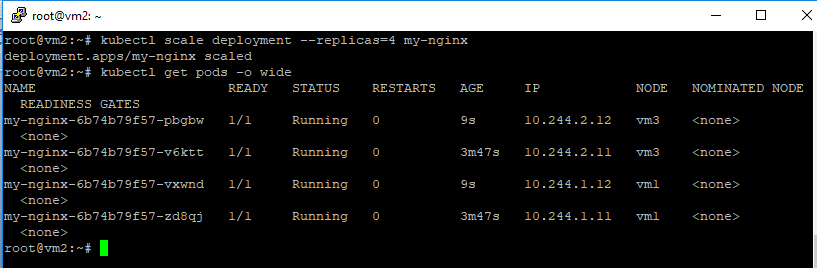 root@vm2: ~
root@vm2:~# kubectl scale deployment --replicas=4 my-nginx
deployment.apps/my-nginx scaled
root@vm2:~# kubectl get pods -o wide
NAME                        READY   STATUS    RESTARTS   AGE     IP            NODE   NOMINATED NODE
  READINESS GATES
my-nginx-6b74b79f57-pbgbw   1/1     Running   0          9s      10.244.2.12   vm3    <none>
  <none>
my-nginx-6b74b79f57-v6ktt   1/1     Running   0          3m47s   10.244.2.11   vm3    <none>
  <none>
my-nginx-6b74b79f57-vxwnd   1/1     Running   0          9s      10.244.1.12   vm1    <none>
  <none>
my-nginx-6b74b79f57-zd8qj   1/1     Running   0          3m47s   10.244.1.11   vm1    <none>
  <none>
root@vm2:~#